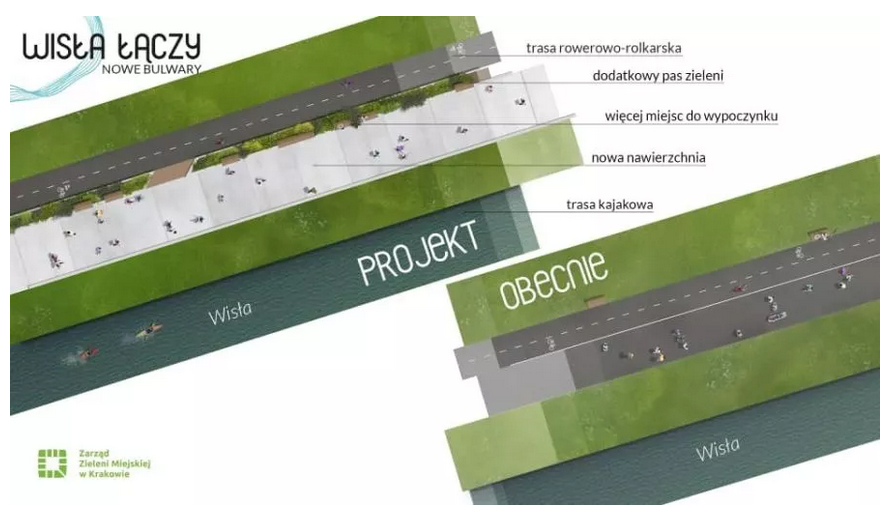 WISŁA ŁĄCZY
NOWE BULWARY
trasa rowerowo-rolkarska
dodatkowy pas zieleni
więcej miejsc do wypoczynku
nowa nawierzchnia
trasa kajakowa
PROJEKT
Wisła
OBECNIE
Wisła
Zarząd
Zieleni Miejskiej
w Krakowie